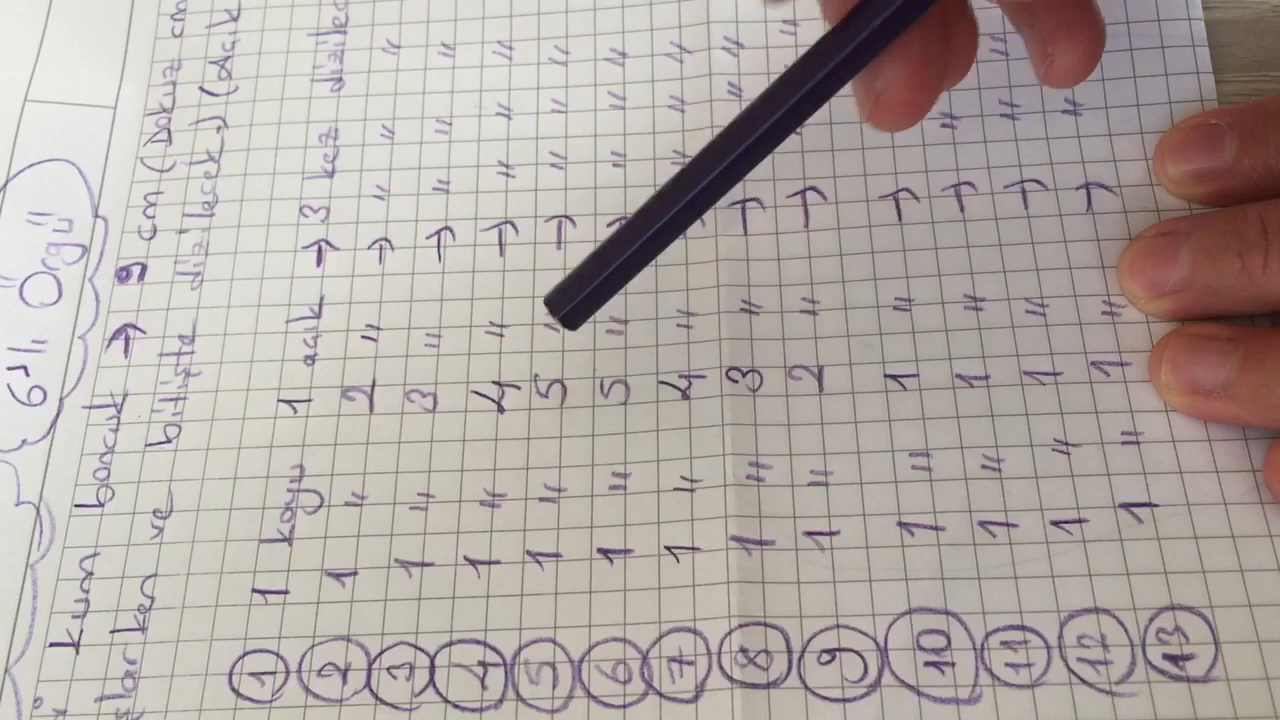 6'lı Örgü
kum boncuk → 9 cm (Dokuz cm
ve bitişte dizilecek.) (Açık
① 1 koyu 1 açık → 3 kez dizilec
② 1 " 2 " → " " "
③ 1 " 3 " → " " "
④ 1 " 4 " → " " "
⑤ 1 " 5 " → " " "
⑥ 1 " 5 " → " " "
⑦ 1 " 4 " → " " "
⑧ 1 " 3 " → " "
⑨ 1 " 2 " → "
⑩ 1 " 1 " →
⑪ 1 " 1 " → "
⑫ 1 " 1 " → " "
⑬ 1 " 1 " → "